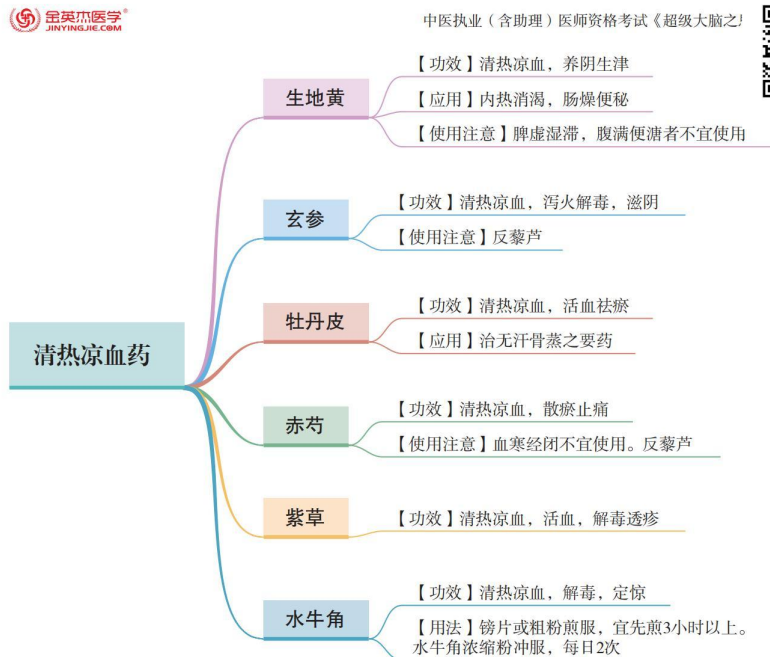 金英杰医学®
JINYINGJIE.COM
中医执业（含助理）医师资格考试《超级大脑之
清热凉血药
生地黄
【功效】清热凉血，养阴生津
【应用】内热消渴，肠燥便秘
【使用注意】脾虚湿滞，腹满便溏者不宜使用
玄参
【功效】清热凉血，泻火解毒，滋阴
【使用注意】反藜芦
牡丹皮
【功效】清热凉血，活血祛瘀
【应用】治无汗骨蒸之要药
赤芍
【功效】清热凉血，散瘀止痛
【使用注意】血寒经闭不宜使用。反藜芦
紫草
【功效】清热凉血，活血，解毒透疹
水牛角
【功效】清热凉血，解毒，定惊
【用法】镑片或粗粉煎服，宜先煎3小时以上。
水牛角浓缩粉冲服，每日2次